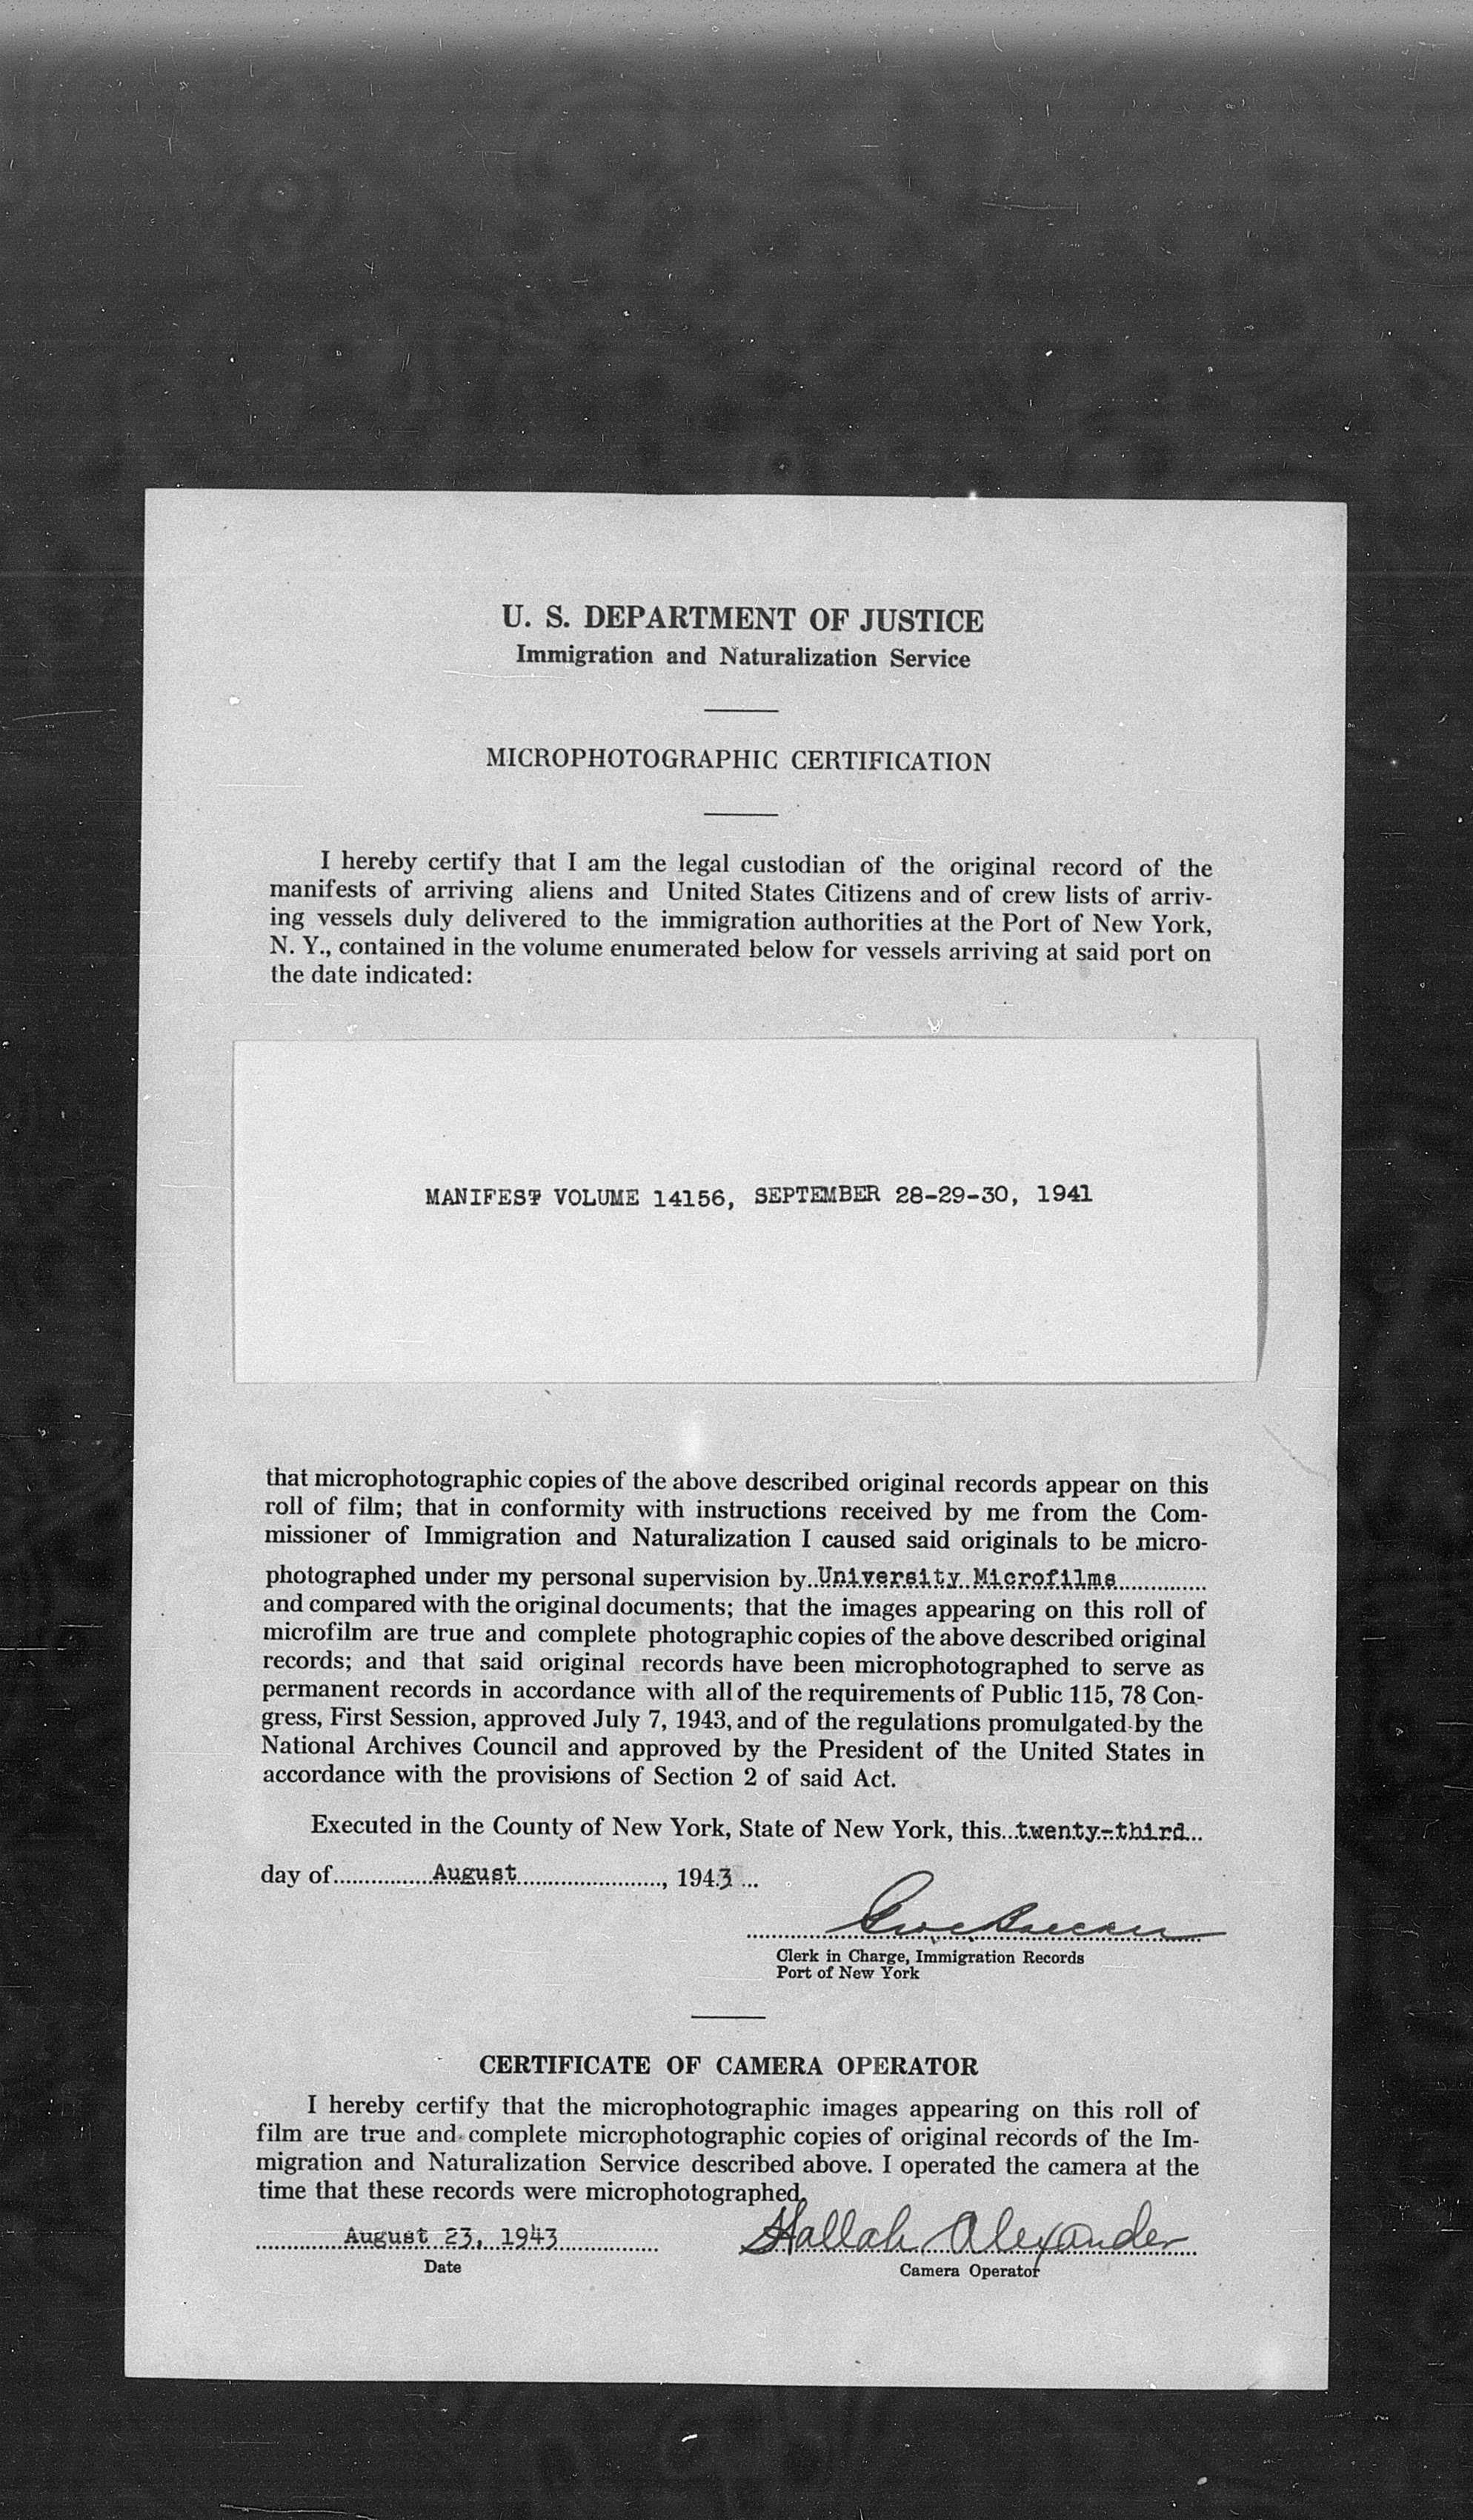 U. S. DEPARTMENT OF JUSTICE
Immigration and Naturalization Service
MICROPHOTOGRAPHIC CERTIFICATION
I hereby certify that I am the legal custodian of the original record of the
manifests of arriving aliens and United States Citizens and of crew lists of arriv-
ing vessels duly delivered to the immigration authorities at the Port of New York,
N. Y., contained in the volume enumerated below for vessels arriving at said port on
the date indicated:
MANIFEST VOLUME 14156, SEPTEMBER 28-29-30, 1941
that microphotographic copies of the above described original records appear on this
roll of film; that in conformity with instructions received by me from the Com-
missioner of Immigration and Naturalization I caused said originals to be micro-
photographed under my personal supervision by University Microfilms
and compared with the original documents; that the images appearing on this roll of
microfilm are true and complete photographic copies of the above described original
records; and that said original records have been microphotographed to serve as
permanent records in accordance with all of the requirements of Public 115, 78 Con-
gress, First Session, approved July 7, 1943, and of the regulations promulgated by the
National Archives Council and approved by the President of the United States in
accordance with the provisions of Section 2 of said Act.
Executed in the County of New York, State of New York, this twenty-third
day of August, 1943
Clerk in Charge, Immigration Records
Port of New York
CERTIFICATE OF CAMERA OPERATOR
I hereby certify that the microphotographic images appearing on this roll of
film are true and complete microphotographic copies of original records of the Im-
migration and Naturalization Service described above. I operated the camera at the
time that these records were microphotographed.
August 23, 1943 Hallah Alexander
Date Camera Operator